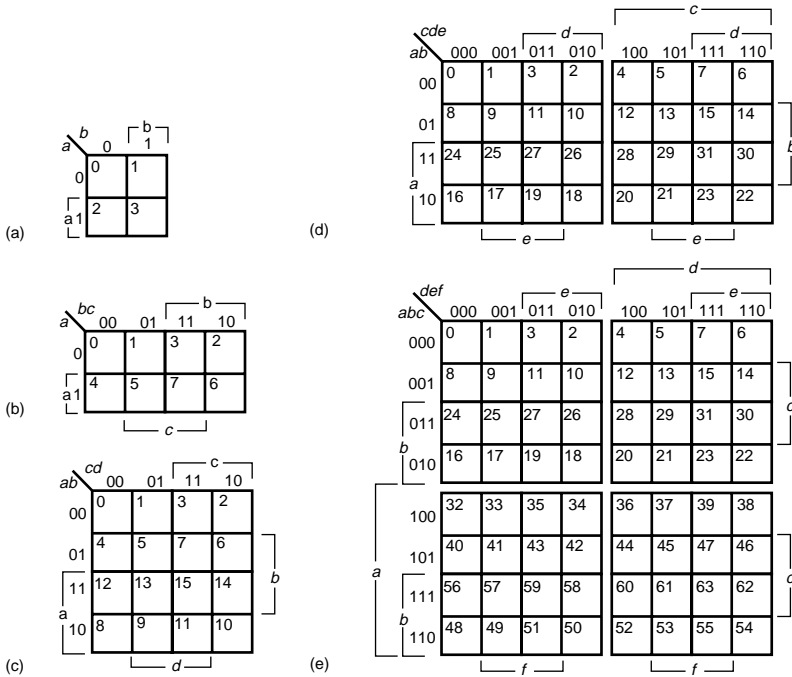 b
a
b
0 1
0 0 1
a 1 2 3
(a)
bc
a
b
00 01 11 10
0 0 1 3 2
a 1 4 5 7 6
c
(b)
cd
ab
c
00 01 11 10
00 0 1 3 2
01 4 5 7 6
b
11 12 13 15 14
a
10 8 9 11 10
d
(c)
c
cde
ab
d d
000 001 011 010 100 101 111 110
00 0 1 3 2 4 5 7 6
01 8 9 11 10 12 13 15 14
b
11 24 25 27 26 28 29 31 30
a
10 16 17 19 18 20 21 23 22
e e
(d)
d
def
abc
e e
000 001 011 010 100 101 111 110
000 0 1 3 2 4 5 7 6
001 8 9 11 10 12 13 15 14
c
011 24 25 27 26 28 29 31 30
b
010 16 17 19 18 20 21 23 22
100 32 33 35 34 36 37 39 38
101 40 41 43 42 44 45 47 46
a c
111 56 57 59 58 60 61 63 62
b
110 48 49 51 50 52 53 55 54
f f
(e)